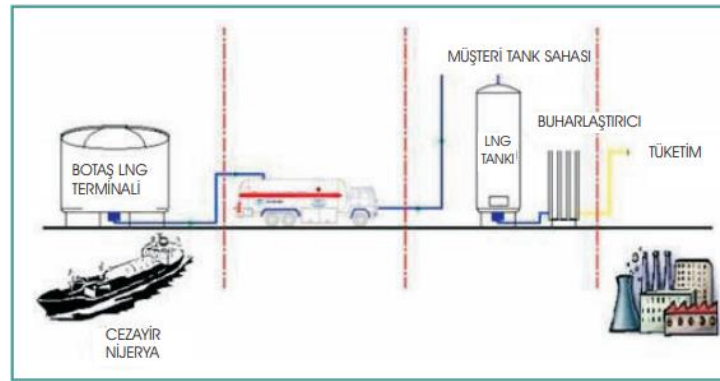 MÜŞTERİ TANK SAHASI
BUHARLAŞTIRICI
LNG
TANKI
TÜKETİM
BOTAŞ LNG
TERMİNALİ
CEZAYİR
NİJERYA